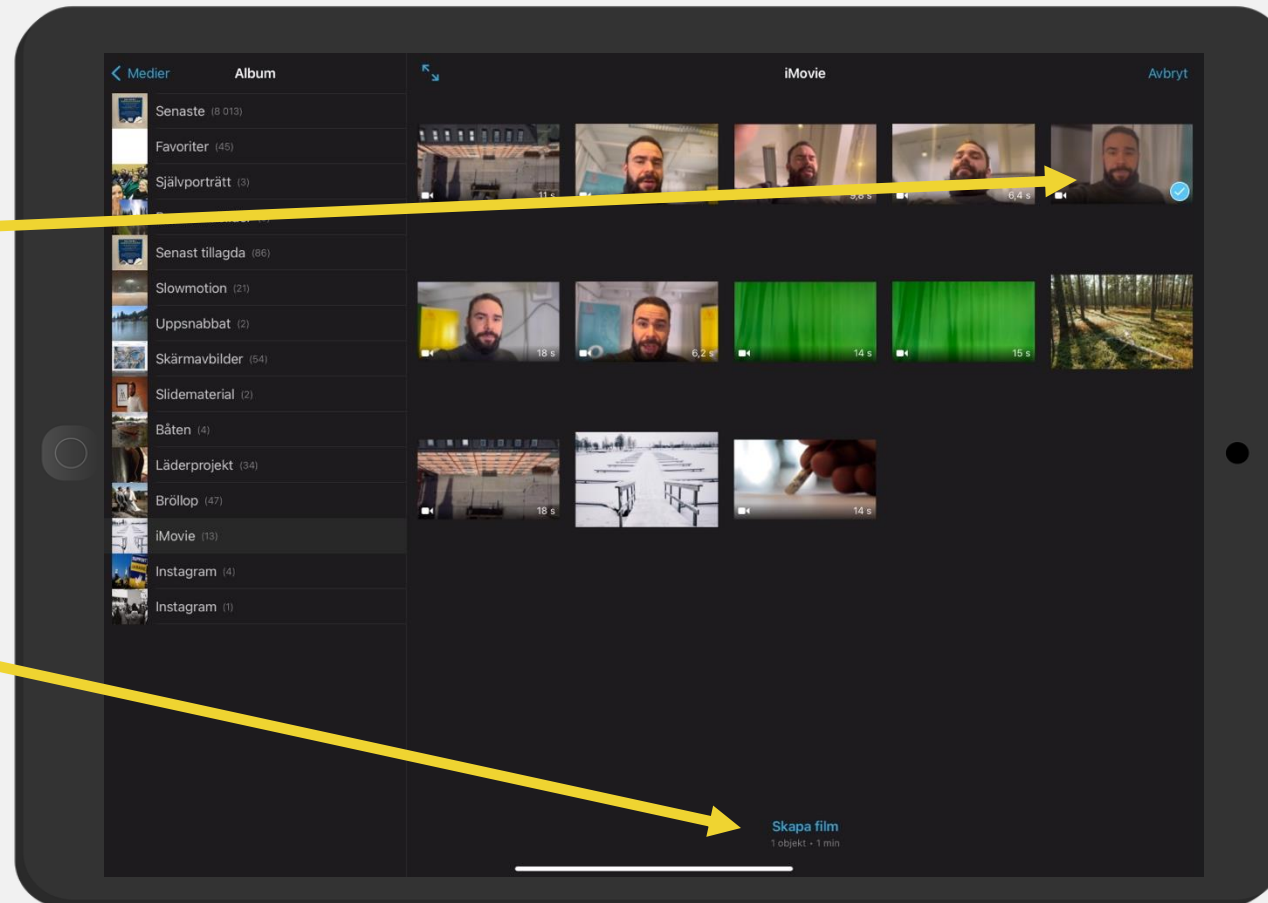 Medier
Album
iMovie
Avbryt
Senaste (8 013)
Favoriter (45)
Självporträtt (3)
Senast tillagda (86)
Slowmotion (21)
Uppsnabbat (2)
Skärmavbilder (54)
Slidematerial (2)
Båten (4)
Läderprojekt (34)
Bröllop (47)
iMovie (13)
Instagram (4)
Instagram (1)
11 s
9,8 s
6,4 s
18 s
6,2 s
14 s
15 s
18 s
14 s
Skapa film
1 objekt • 1 min